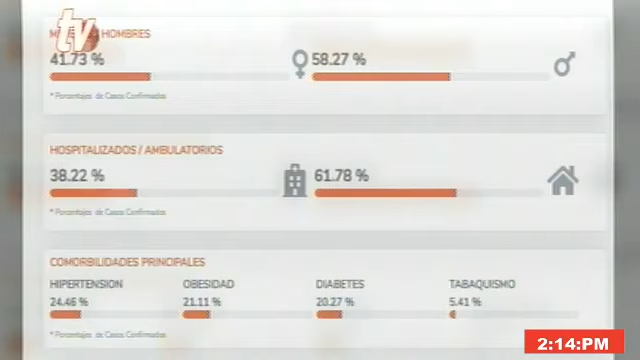 tv
HOMBRES
41.73 %
58.27 %
* Porcentajes de Casos Confirmados
HOSPITALIZADOS / AMBULATORIOS
38.22 %
61.78 %
* Porcentajes de Casos Confirmados
COMORBILIDADES PRINCIPALES
HIPERTENSION OBESIDAD DIABETES TABAQUISMO
24.46 % 21.11 % 20.27 % 5.41 %
* Porcentajes de Casos Confirmados
2:14:PM